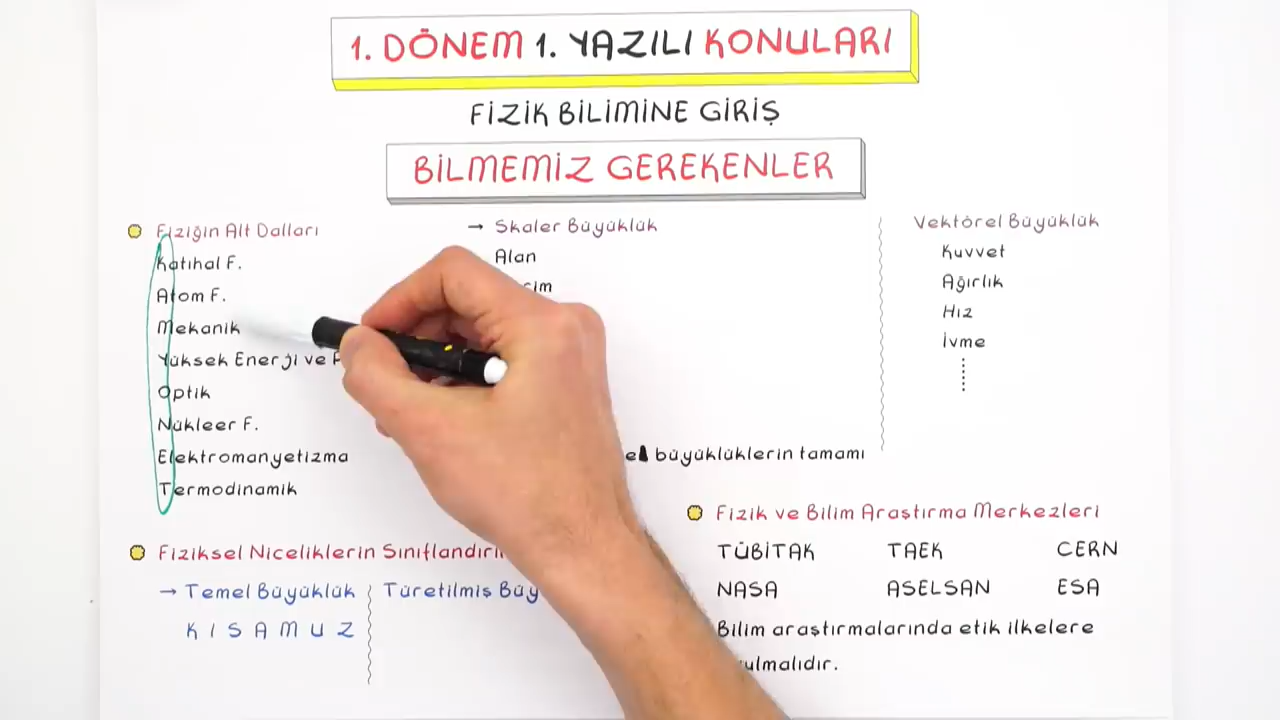 1. DÖNEM 1. YAZILI KONULARI
FİZİK BİLİMİNE GİRİŞ
BİLMEMİZ GEREKENLER
Fiziğin Alt Dalları
Katıhal F.
Atom F.
Mekanik
Yüksek Enerji ve
Optik
Nükleer F.
Elektromanyetizma
Termodinamik
→ Skaler Büyüklük
Alan
büyüklüklerin tamamı
Vektörel Büyüklük
Kuvvet
Ağırlık
Hız
İvme
Fiziksel Niceliklerin
→ Temel Büyüklük
K I S A M U Z
Türetilmiş
Fizik ve Bilim Araştırma Merkezleri
TÜBİTAK TAEK CERN
NASA ASELSAN ESA
Bilim araştırmalarında etik ilkelere